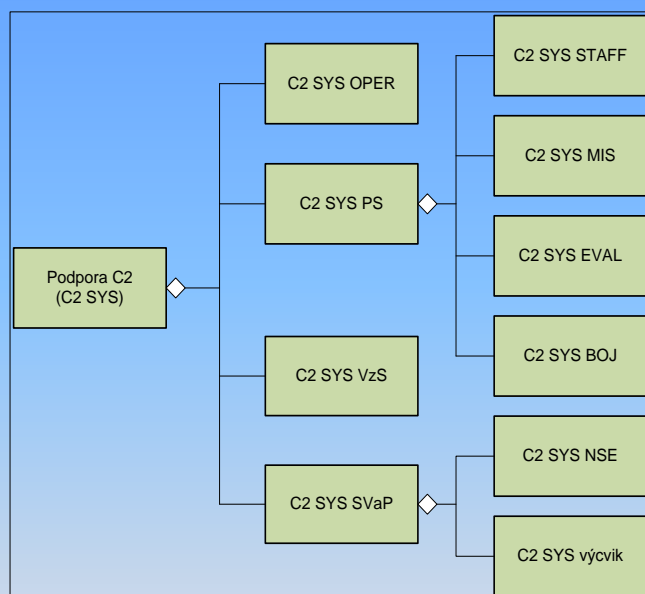 Podpora C2
(C2 SYS)
C2 SYS OPER
C2 SYS PS
C2 SYS VzS
C2 SYS SVaP
C2 SYS STAFF
C2 SYS MIS
C2 SYS EVAL
C2 SYS BOJ
C2 SYS NSE
C2 SYS výcvik